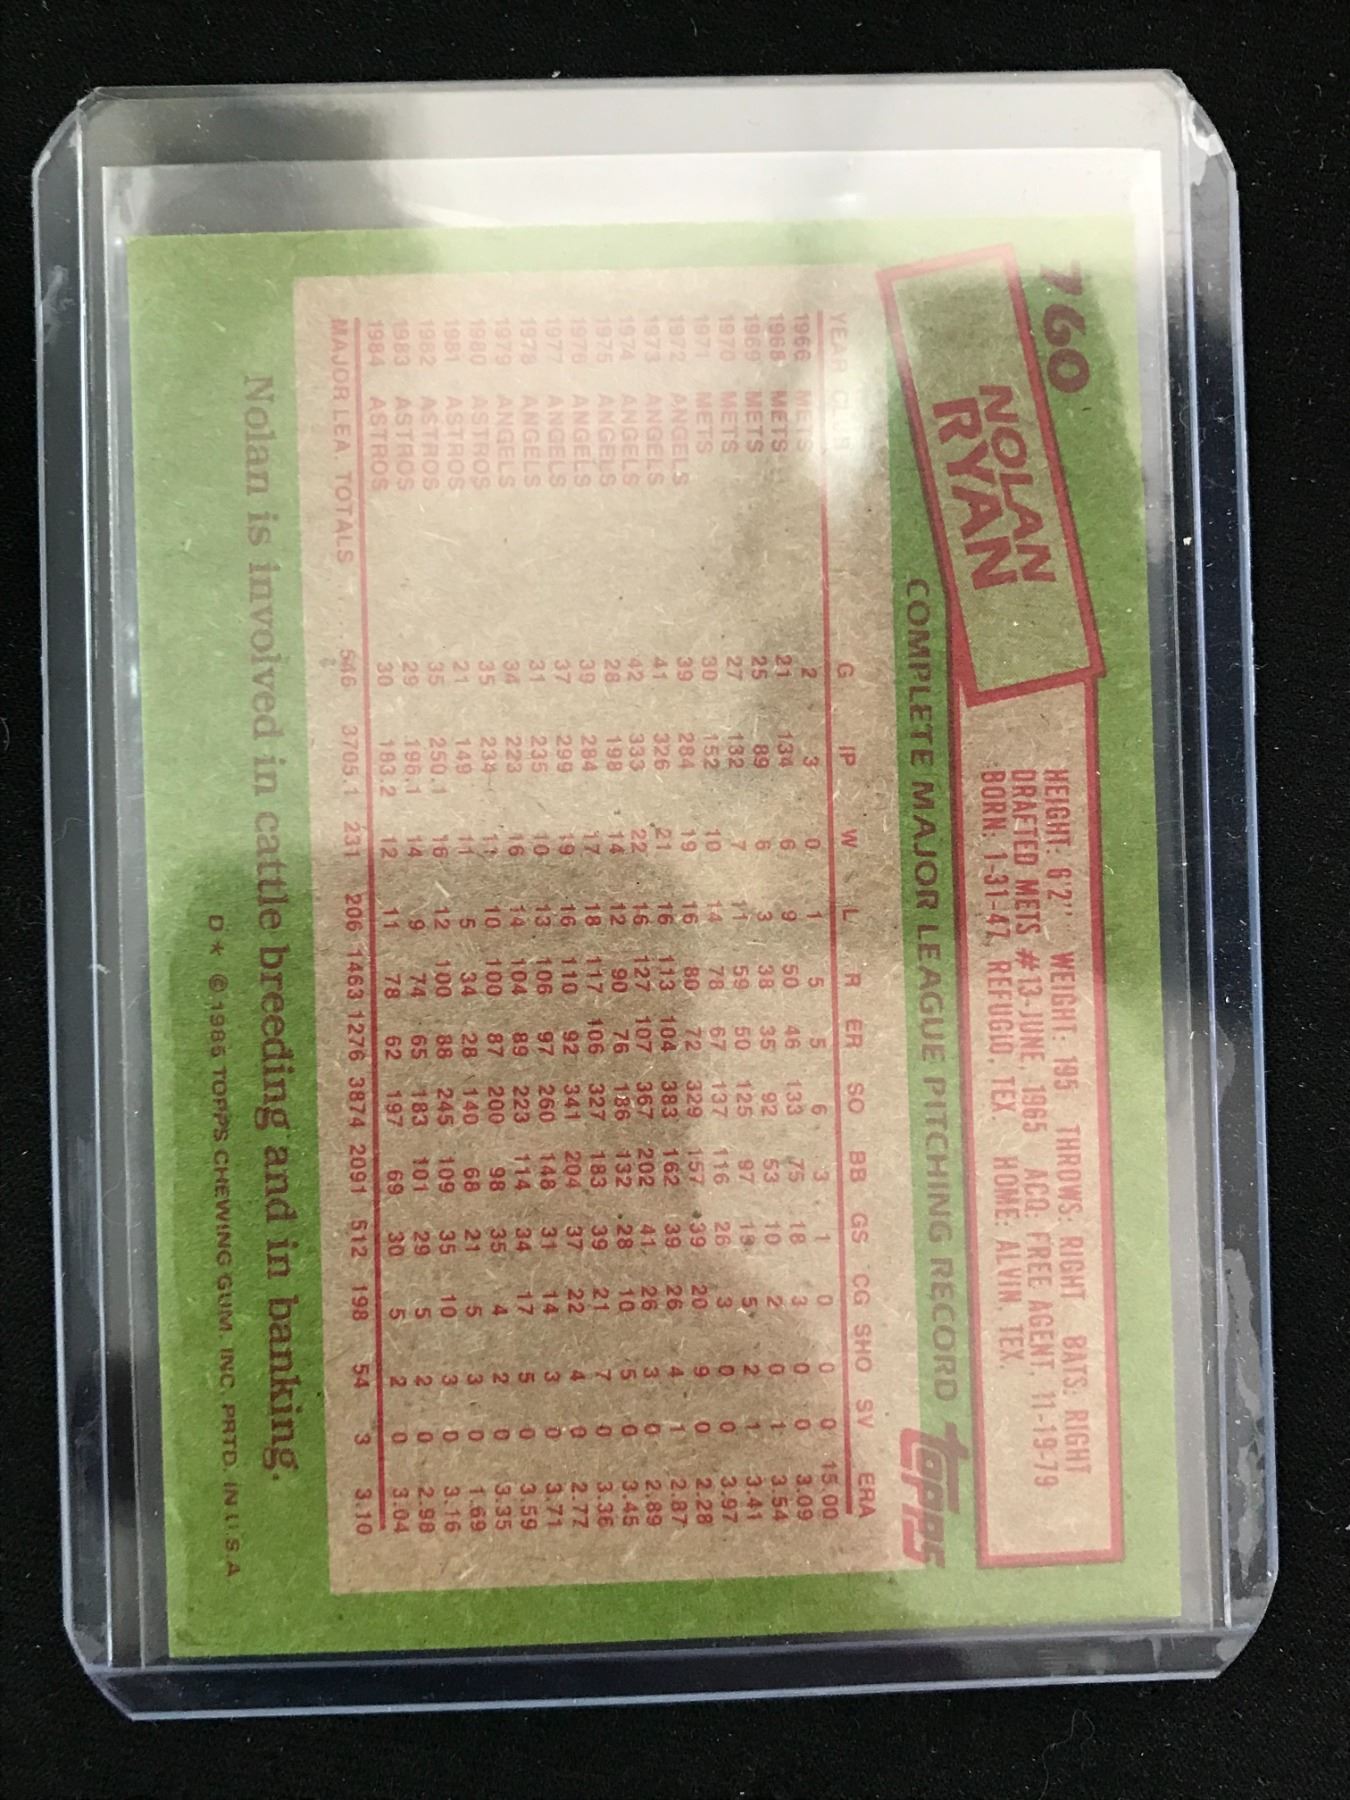 760
NOLAN
RYAN
HEIGHT: 6'2'' WEIGHT: 195 THROWS: RIGHT BATS: RIGHT
DRAFTED METS #13-JUNE, 1965 ACQ: FREE AGENT, 11-19-79
BORN: 1-31-47, REFUGIO, TEX. HOME: ALVIN, TEX.
COMPLETE MAJOR LEAGUE PITCHING RECORD topps
YEAR CLUB G IP W L R ER SO BB GS CG SHO SV ERA
1966 METS 2 3 0 1 5 5 6 3 1 0 0 0 15.00
1968 METS 21 134 6 9 50 46 133 75 18 3 0 0 3.09
1969 METS 25 89 6 3 38 35 92 53 10 2 0 1 3.54
1970 METS 27 132 7 11 59 50 125 97 19 5 2 1 3.41
1971 METS 30 152 10 14 78 67 137 116 26 3 0 0 3.97
1972 ANGELS 39 284 19 16 80 72 329 157 39 20 9 0 2.28
1973 ANGELS 41 326 21 16 113 104 383 162 39 26 4 1 2.87
1974 ANGELS 42 333 22 16 127 107 367 202 41 26 3 0 2.89
1975 ANGELS 28 198 14 12 90 76 186 132 28 10 5 0 3.45
1976 ANGELS 39 284 17 18 117 106 327 183 39 21 7 0 3.36
1977 ANGELS 37 299 19 16 110 92 341 204 37 22 4 0 2.77
1978 ANGELS 31 235 10 13 106 97 260 148 31 14 3 0 3.71
1979 ANGELS 34 223 16 14 104 89 223 114 34 17 5 0 3.59
1980 ASTROS 35 234 11 10 100 87 200 98 35 4 2 0 3.35
1981 ASTROS 21 149 11 5 34 28 140 68 21 5 3 0 1.69
1982 ASTROS 35 250.1 16 12 100 88 245 109 35 10 3 0 3.16
1983 ASTROS 29 196.1 14 9 74 65 183 101 29 5 2 0 2.98
1984 ASTROS 30 183.2 12 11 78 62 197 69 30 5 2 0 3.04
MAJOR LEA. TOTALS 546 3705.1 231 206 1463 1276 3874 2091 512 198 54 3 3.10
Nolan is involved in cattle breeding and in banking.
D* © 1985 TOPPS CHEWING GUM, INC. PRTD. IN U.S.A.